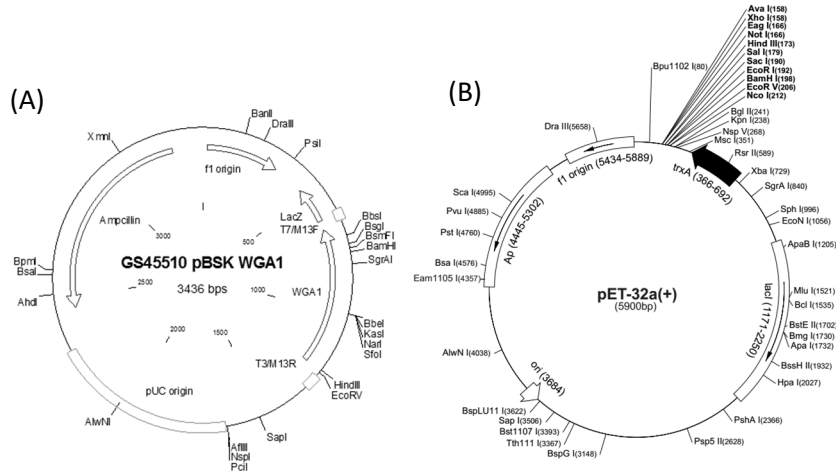 (A)
BanII
DraIII
PsiI
XmnI
f1 origin
LacZ
T7/M13F
BbsI
BsgI
BsmFI
BamHI
SgrAI
Ampcillin
3000
500
GS45510 pBSK WGA1
3436 bps
2500
1000
WGA1
2000
1500
BpmI
BsaI
AhdI
BbeI
KasI
NarI
SfoI
T3/M13R
HindIII
EcoRV
pUC origin
SapI
AlwNI
AflIII
NspI
PciI
(B)
Ava I(158)
Xho I(158)
Eag I(166)
Not I(166)
Hind III(173)
Sal I(179)
Sac I(190)
EcoR I(192)
BamH I(198)
EcoR V(206)
Nco I(212)
Bpu1102 I(80)
Bgl II(241)
Kpn I(238)
Nsp V(268)
Msc I(351)
Rsr II(589)
Xba I(729)
SgrA I(840)
Sph I(996)
EcoN I(1056)
ApaB I(1205)
Mlu I(1521)
Bcl I(1535)
BstE II(1702)
Bmg I(1730)
Apa I(1732)
BssH II(1932)
Hpa I(2027)
PshA I(2366)
Psp5 II(2628)
BspG I(3148)
Tth111 I(3367)
Bst1107 I(3393)
Sap I(3506)
BspLU11 I(3622)
AlwN I(4038)
Eam1105 I(4357)
Bsa I(4576)
Pst I(4760)
Pvu I(4885)
Sca I(4995)
Dra III(5658)
f1 origin (5434-5889)
trxA (366-692)
Ap (4445-5302)
lacI (1171-2250)
ori (3684)
pET-32a(+)
(5900bp)